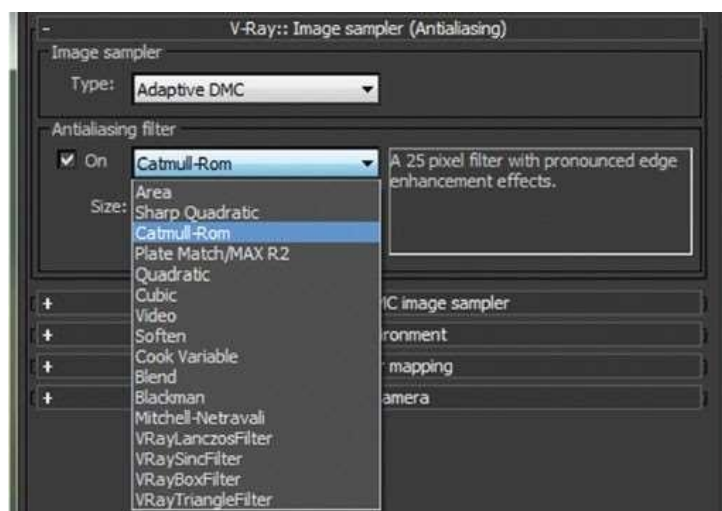 - V-Ray:: Image sampler (Antialiasing)
Image sampler
Type: Adaptive DMC
Antialiasing filter
On Catmull-Rom
A 25 pixel filter with pronounced edge
enhancement effects.
Size:
Area
Sharp Quadratic
Catmull-Rom
Plate Match/MAX R2
Quadratic
Cubic
Video
Soften
Cook Variable
Blend
Blackman
Mitchell-Netravali
VRayLanczosFilter
VRaySincFilter
VRayBoxFilter
VRayTriangleFilter
+ MC image sampler
+ ironment
+ mapping
+ amera